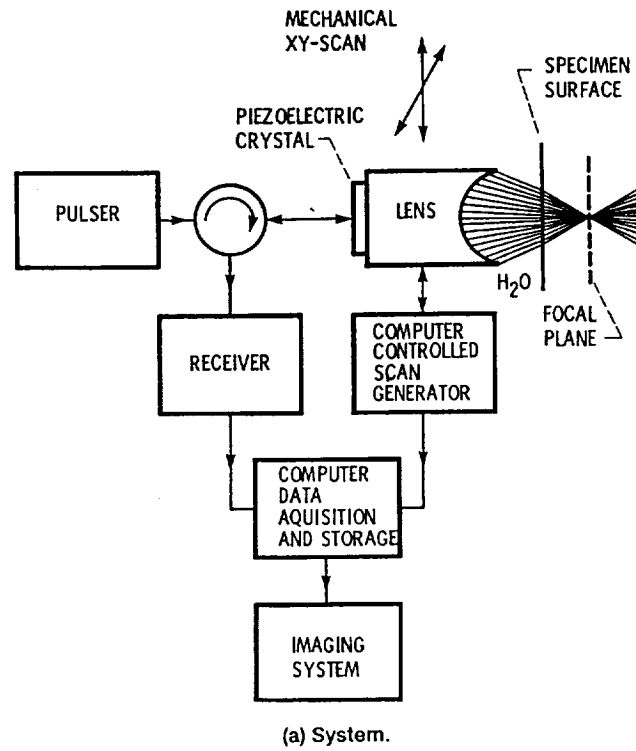 MECHANICAL
XY-SCAN
SPECIMEN
SURFACE
PIEZOELECTRIC
CRYSTAL
PULSER
LENS
H₂O
FOCAL
PLANE
RECEIVER
COMPUTER
CONTROLLED
SCAN
GENERATOR
COMPUTER
DATA
AQUISITION
AND STORAGE
IMAGING
SYSTEM
(a) System.